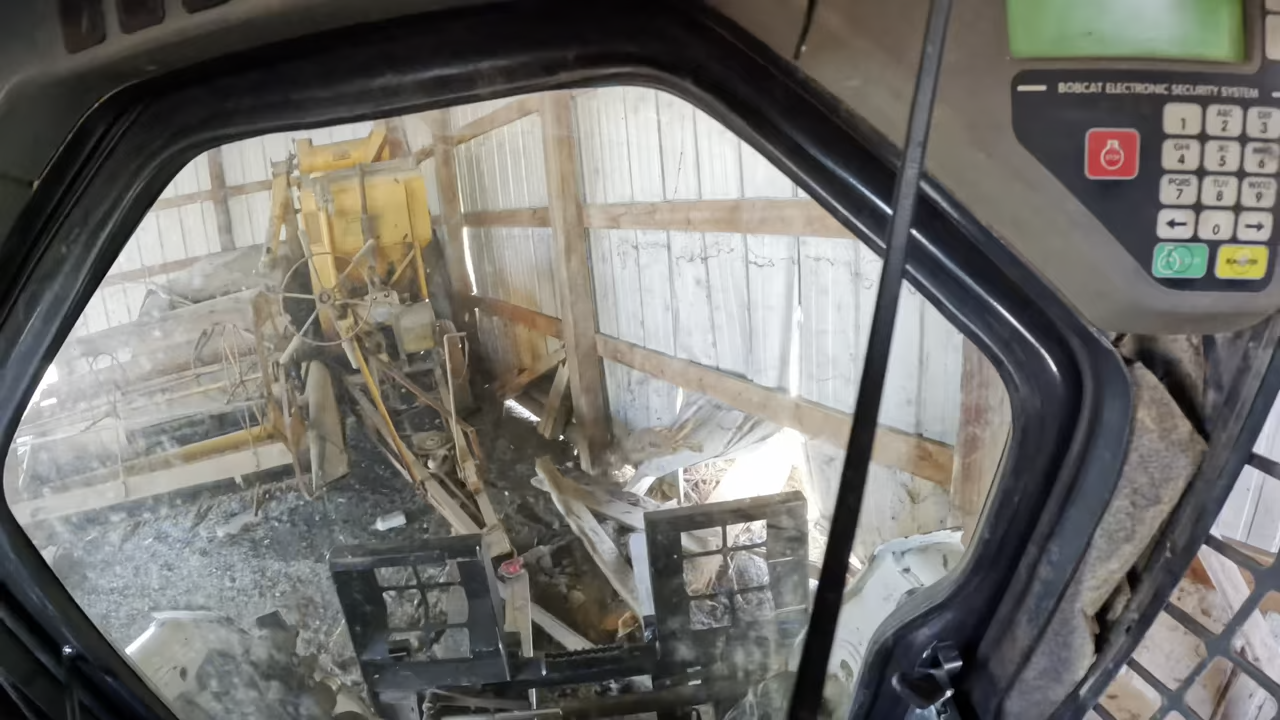 BOBCAT ELECTRONIC SECURITY SYSTEM
1 ABC 2 DEF 3
STOP
GHI 4 JKL 5 6
PQRS 7 TUV 8 WXYZ 9
← 0 →